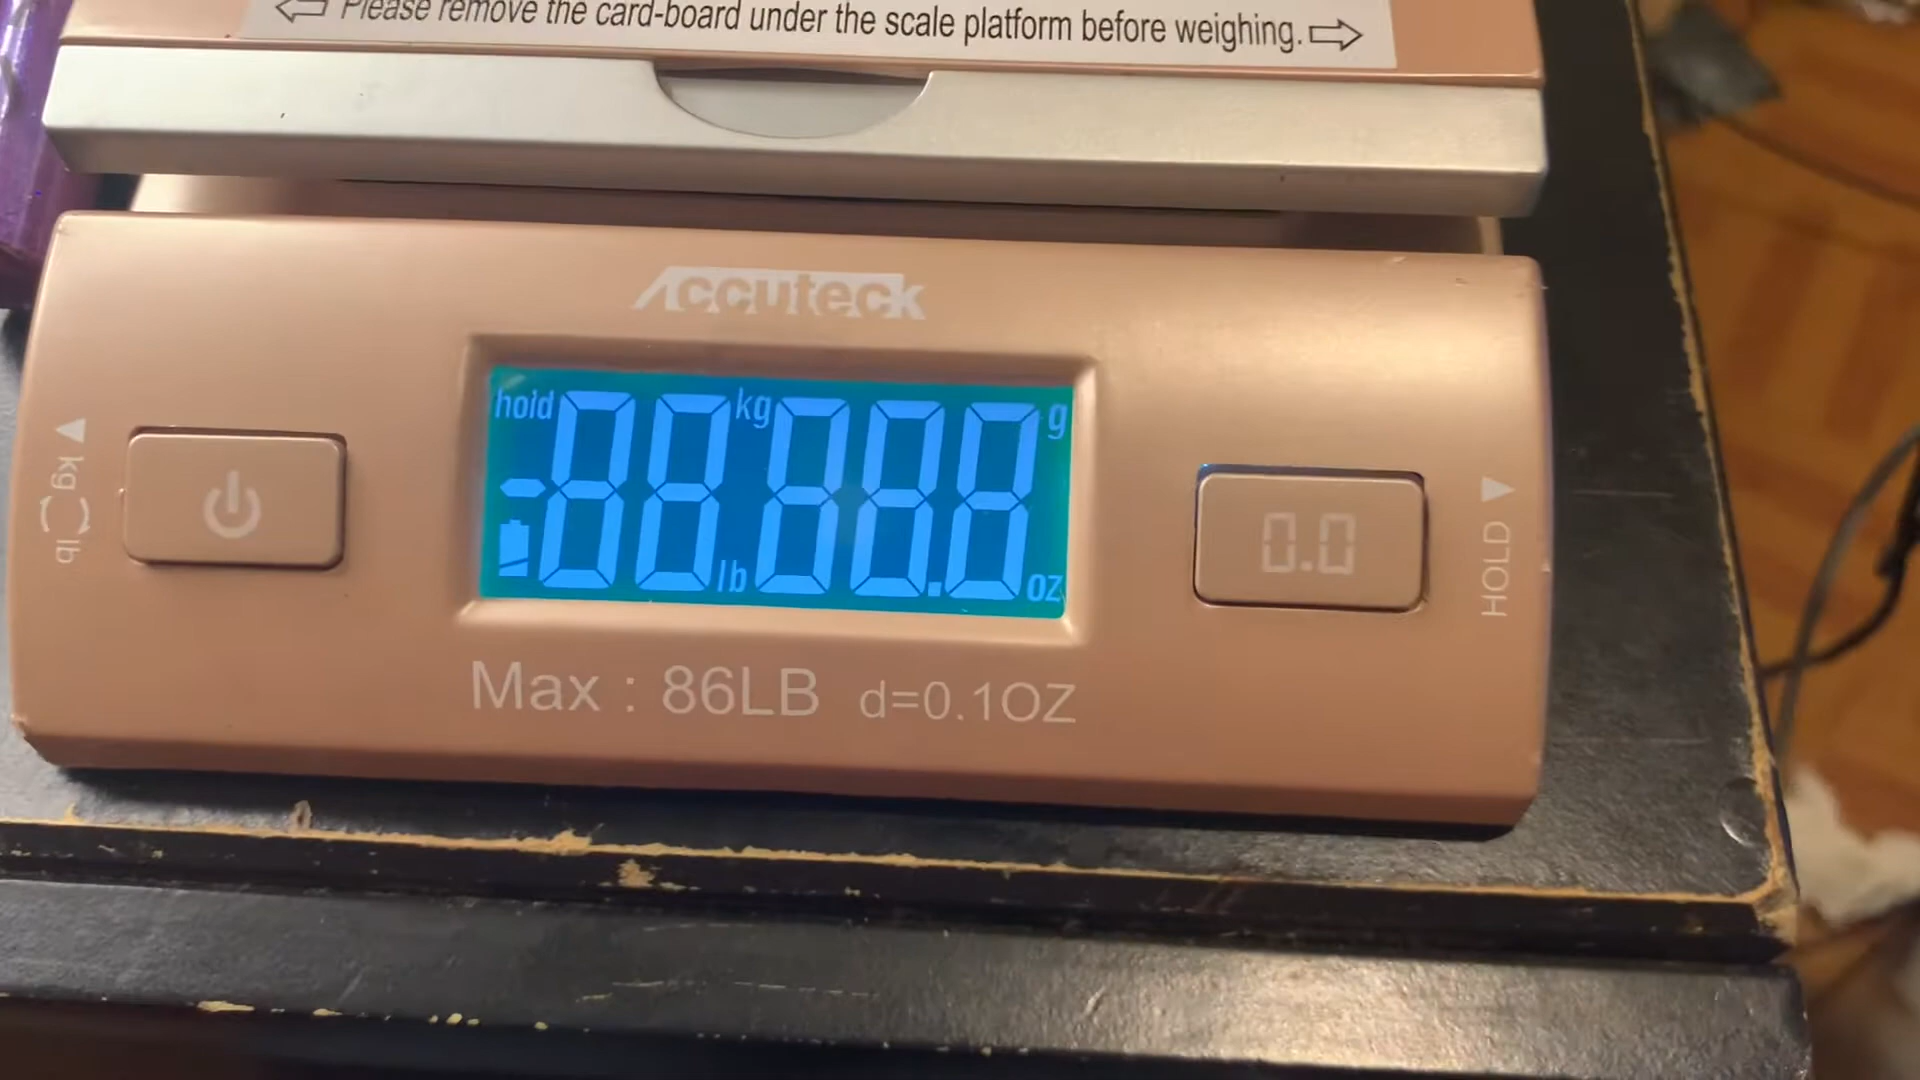 Please remove the card-board under the scale platform before weighing.
Accuteck
hold 88 kg 888 g
-
lb . oz
kg lb
0.0
HOLD
Max : 86LB d=0.1OZ